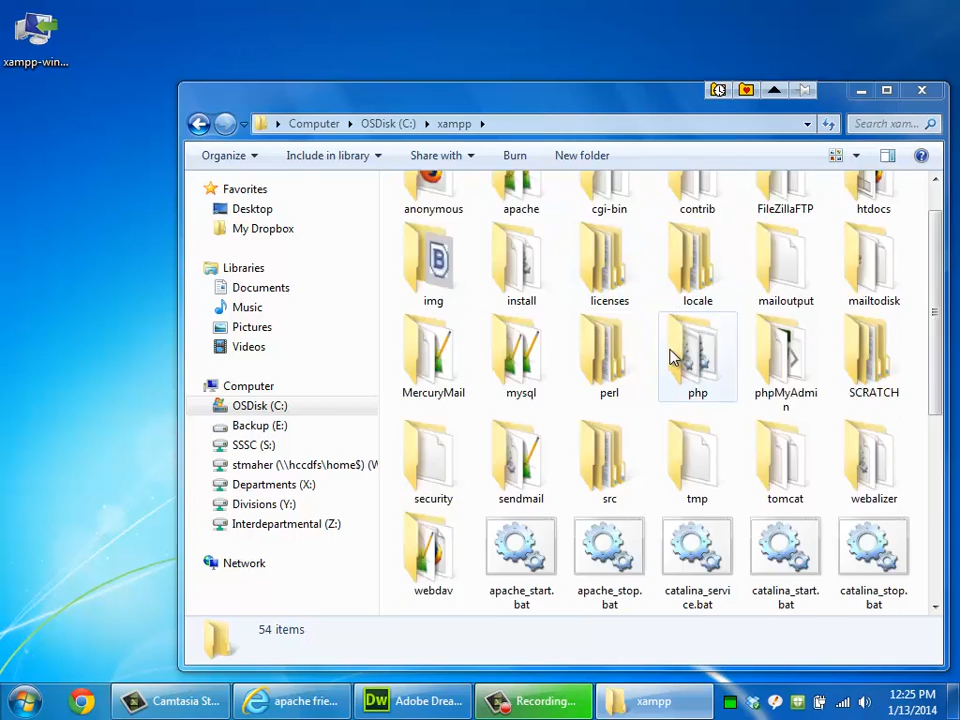 xampp-win...
Computer
OSDisk (C:)
xampp
Search xam...
Organize
Include in library
Share with
Burn
New folder
Favorites
Desktop
My Dropbox
Libraries
Documents
Music
Pictures
Videos
Computer
OSDisk (C:)
Backup (E:)
SSSC (S:)
stmaher (\\hccdfs\home$) (W
Departments (X:)
Divisions (Y:)
Interdepartmental (Z:)
Network
anonymous
apache
cgi-bin
contrib
FileZillaFTP
htdocs
img
install
licenses
locale
mailoutput
mailtodisk
MercuryMail
mysql
perl
php
phpMyAdmi
n
SCRATCH
security
sendmail
src
tmp
tomcat
webalizer
webdav
apache_start.
bat
apache_stop.
bat
catalina_servi
ce.bat
catalina_start.
bat
catalina_stop.
bat
54 items
Camtasia St...
apache frie...
Dw
Adobe Drea...
Recording...
xampp
12:25 PM
1/13/2014